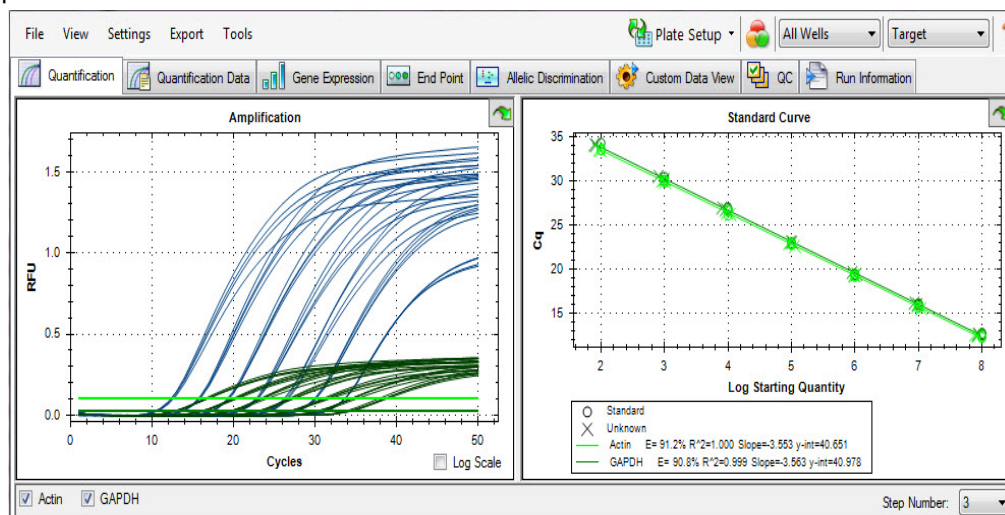 File View Settings Export Tools Plate Setup All Wells Target
Quantification Quantification Data Gene Expression End Point Allelic Discrimination Custom Data View QC Run Information
Amplification
1.5
1.0
0.5
0.0
RFU
0 10 20 30 40 50
Cycles
Log Scale
Standard Curve
35
30
25
20
15
Cq
2 3 4 5 6 7 8
Log Starting Quantity
Standard
Unknown
Actin E= 91.2% R^2=1.000 Slope=-3.553 y-int=40.651
GAPDH E= 90.8% R^2=0.999 Slope=-3.563 y-int=40.978
Actin GAPDH
Step Number: 3